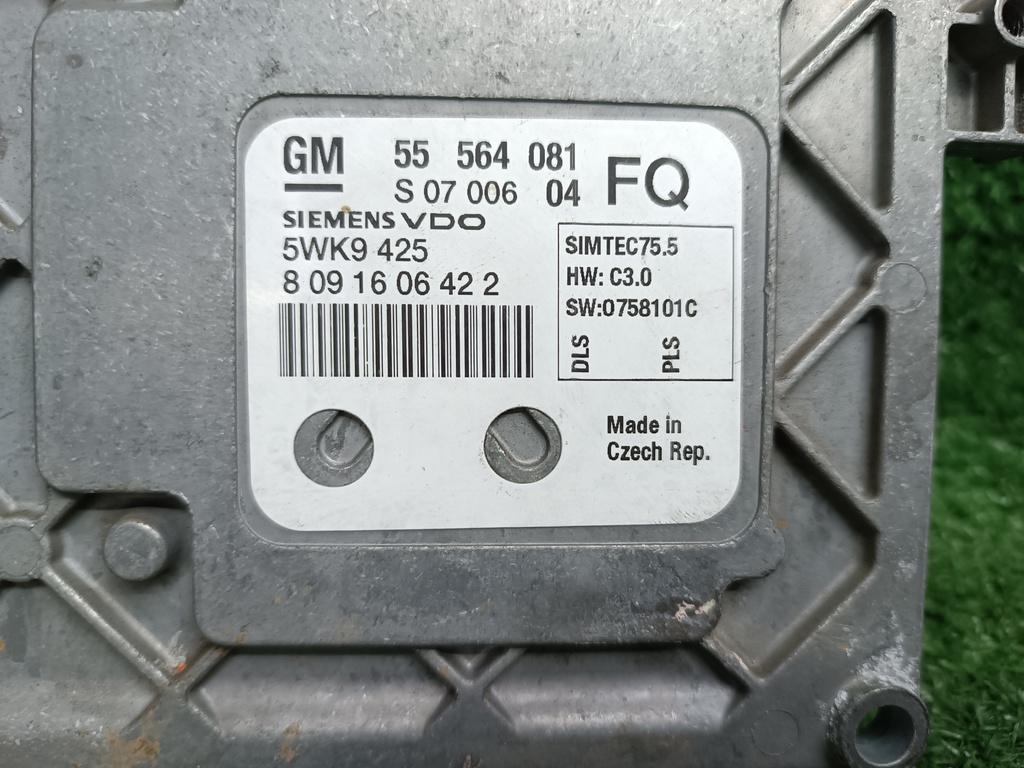 GM 55 564 081 FQ
S 07 006 04
SIEMENS VDO
5WK9 425
8 09 16 06 42 2
SIMTEC75.5
HW: C3.0
SW:0758101C
DLS PLS
Made in
Czech Rep.